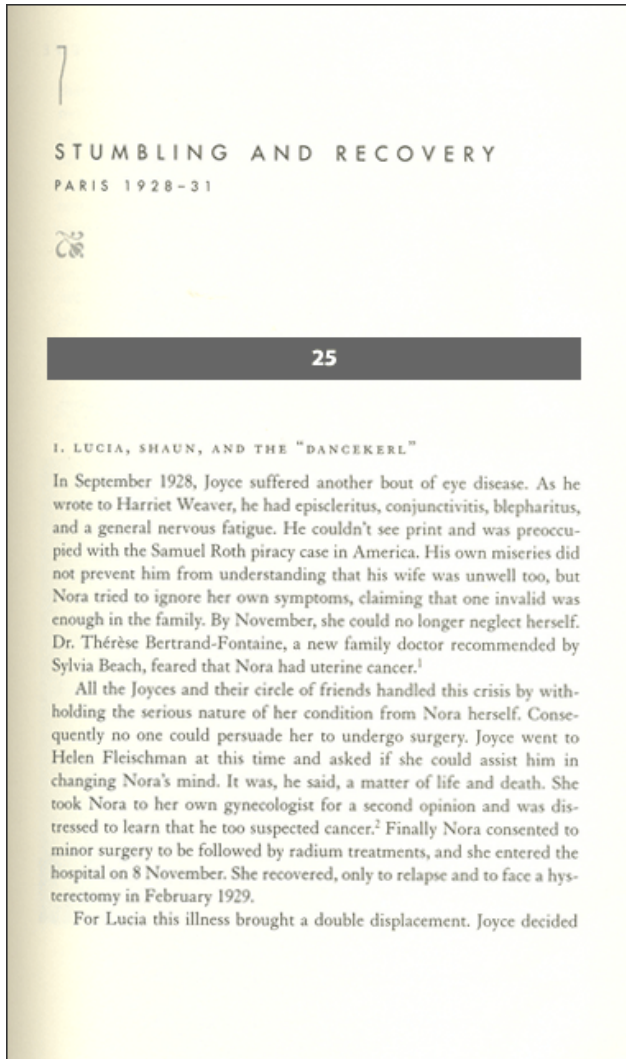 7
STUMBLING AND RECOVERY
PARIS 1928–31
25
I. LUCIA, SHAUN, AND THE “DANCEKERL”
In September 1928, Joyce suffered another bout of eye disease. As he
wrote to Harriet Weaver, he had episcleritus, conjunctivitis, blepharitus,
and a general nervous fatigue. He couldn’t see print and was preoccu-
pied with the Samuel Roth piracy case in America. His own miseries did
not prevent him from understanding that his wife was unwell too, but
Nora tried to ignore her own symptoms, claiming that one invalid was
enough in the family. By November, she could no longer neglect herself.
Dr. Thérèse Bertrand-Fontaine, a new family doctor recommended by
Sylvia Beach, feared that Nora had uterine cancer.1
All the Joyces and their circle of friends handled this crisis by with-
holding the serious nature of her condition from Nora herself. Conse-
quently no one could persuade her to undergo surgery. Joyce went to
Helen Fleischman at this time and asked if she could assist him in
changing Nora’s mind. It was, he said, a matter of life and death. She
took Nora to her own gynecologist for a second opinion and was dis-
tressed to learn that he too suspected cancer.2 Finally Nora consented to
minor surgery to be followed by radium treatments, and she entered the
hospital on 8 November. She recovered, only to relapse and to face a hys-
terectomy in February 1929.
For Lucia this illness brought a double displacement. Joyce decided